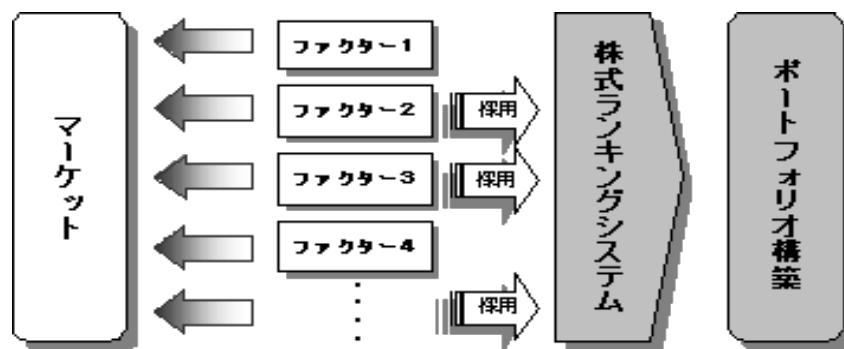 マーケット
ファクター1
ファクター2
採用
ファクター3
採用
ファクター4
採用
株式ランキングシステム
ポートフォリオ構築